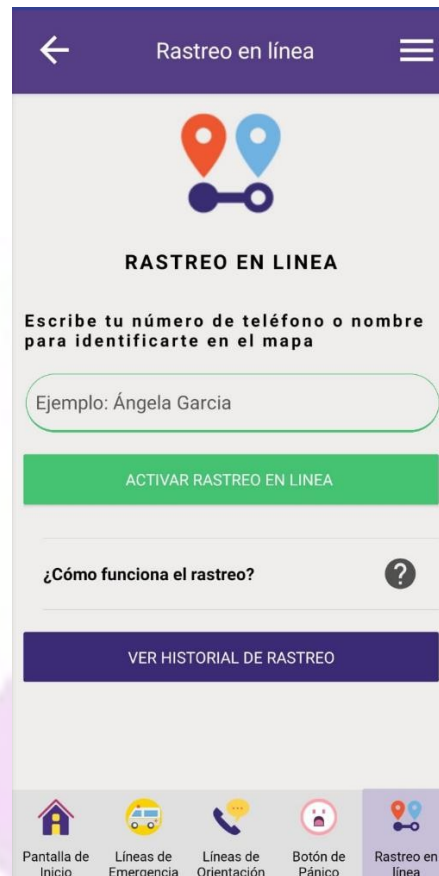 Rastreo en línea
RASTREO EN LINEA
Escribe tu número de teléfono o nombre
para identificarte en el mapa
Ejemplo: Ángela Garcia
ACTIVAR RASTREO EN LINEA
¿Cómo funciona el rastreo?
?
VER HISTORIAL DE RASTREO
Pantalla de
Inicio
Líneas de
Emergencia
Líneas de
Orientación
Botón de
Pánico
Rastreo en
línea